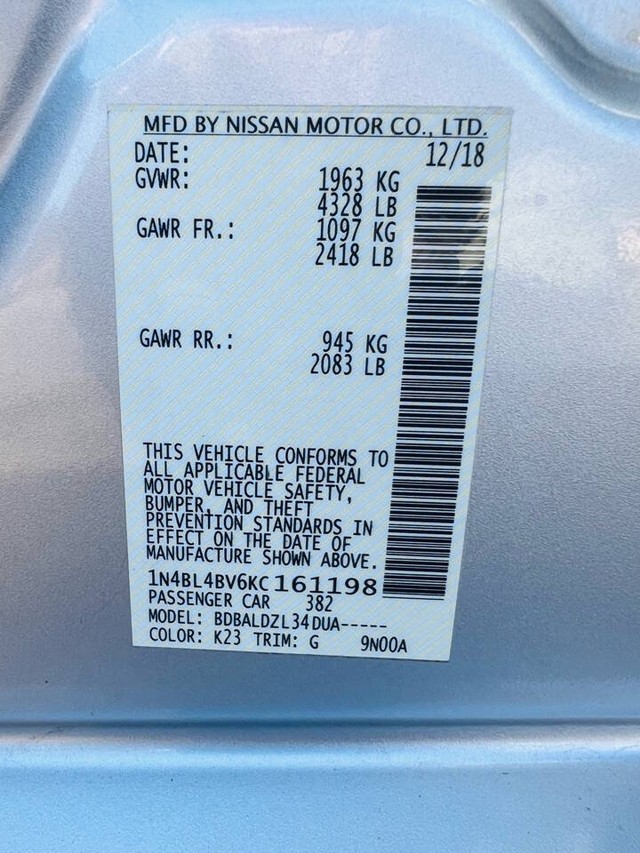 MFD BY NISSAN MOTOR CO., LTD.
DATE: 12/18
GVWR: 1963 KG
4328 LB
GAWR FR.: 1097 KG
2418 LB
GAWR RR.: 945 KG
2083 LB
THIS VEHICLE CONFORMS TO
ALL APPLICABLE FEDERAL
MOTOR VEHICLE SAFETY,
BUMPER, AND THEFT
PREVENTION STANDARDS IN
EFFECT ON THE DATE OF
MANUFACTURE SHOWN ABOVE.
1N4BL4BV6KC161198
PASSENGER CAR 382
MODEL: BDBALDZL34DUA-----
COLOR: K23 TRIM: G 9N00A